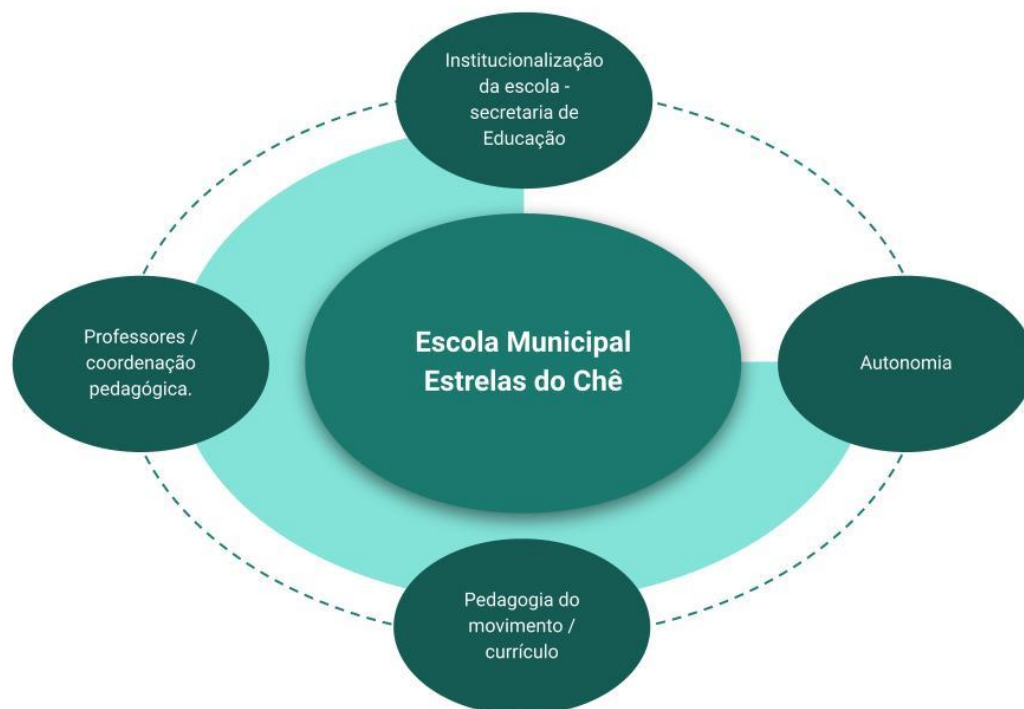 Institucionalização
da escola -
secretaria de
Educação
Professores /
coordenação
pedagógica.
Escola Municipal
Estrelas do Chê
Autonomia
Pedagogia do
movimento /
currículo